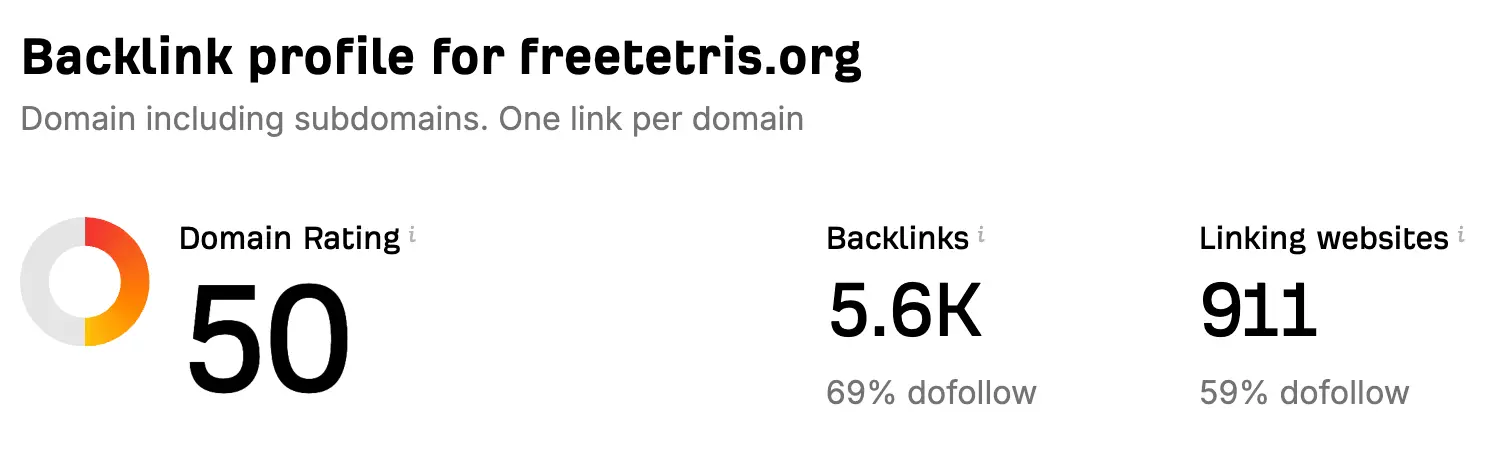 Backlink profile for freetetris.org
Domain including subdomains. One link per domain
Domain Rating i
50
Backlinks i
5.6K
69% dofollow
Linking websites i
911
59% dofollow